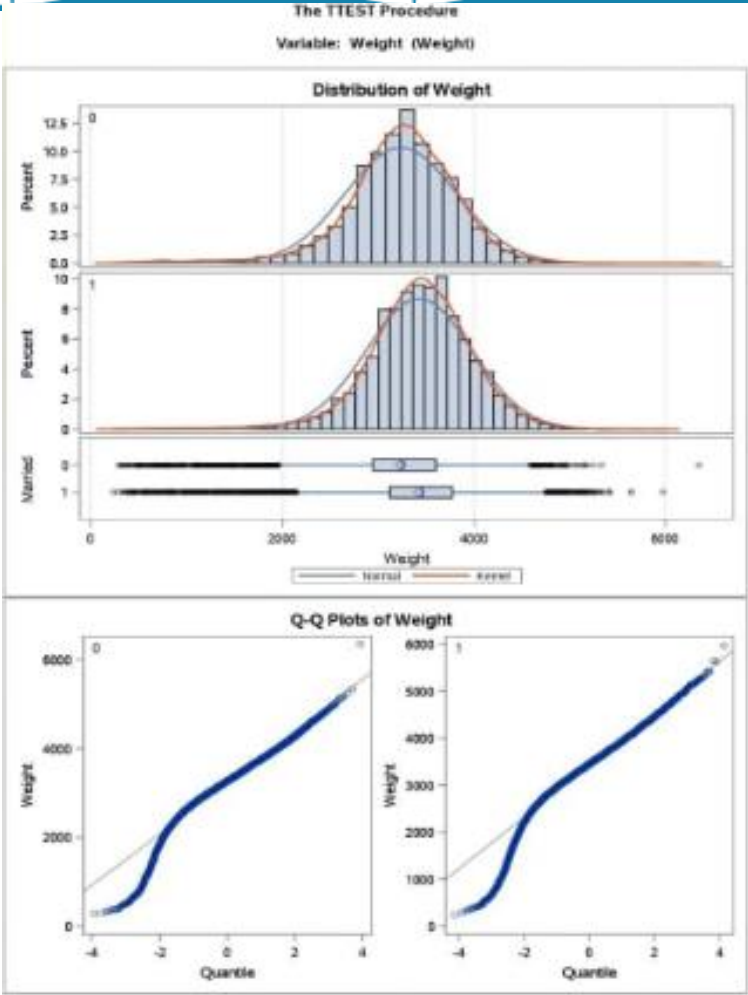 The TTEST Procedure
Variable: Weight (Weight)
Distribution of Weight
0
12.5
10.0
7.5
5.0
2.5
0.0
Percent
1
10
8
6
4
2
0
Percent
Married
0
1
0 2000 4000 6000
Weight
Normal Kernel
Q-Q Plots of Weight
0
6000
4000
2000
0
Weight
-4 -2 0 2 4
Quantile
1
6000
5000
4000
3000
2000
1000
0
Weight
-4 -2 0 2 4
Quantile